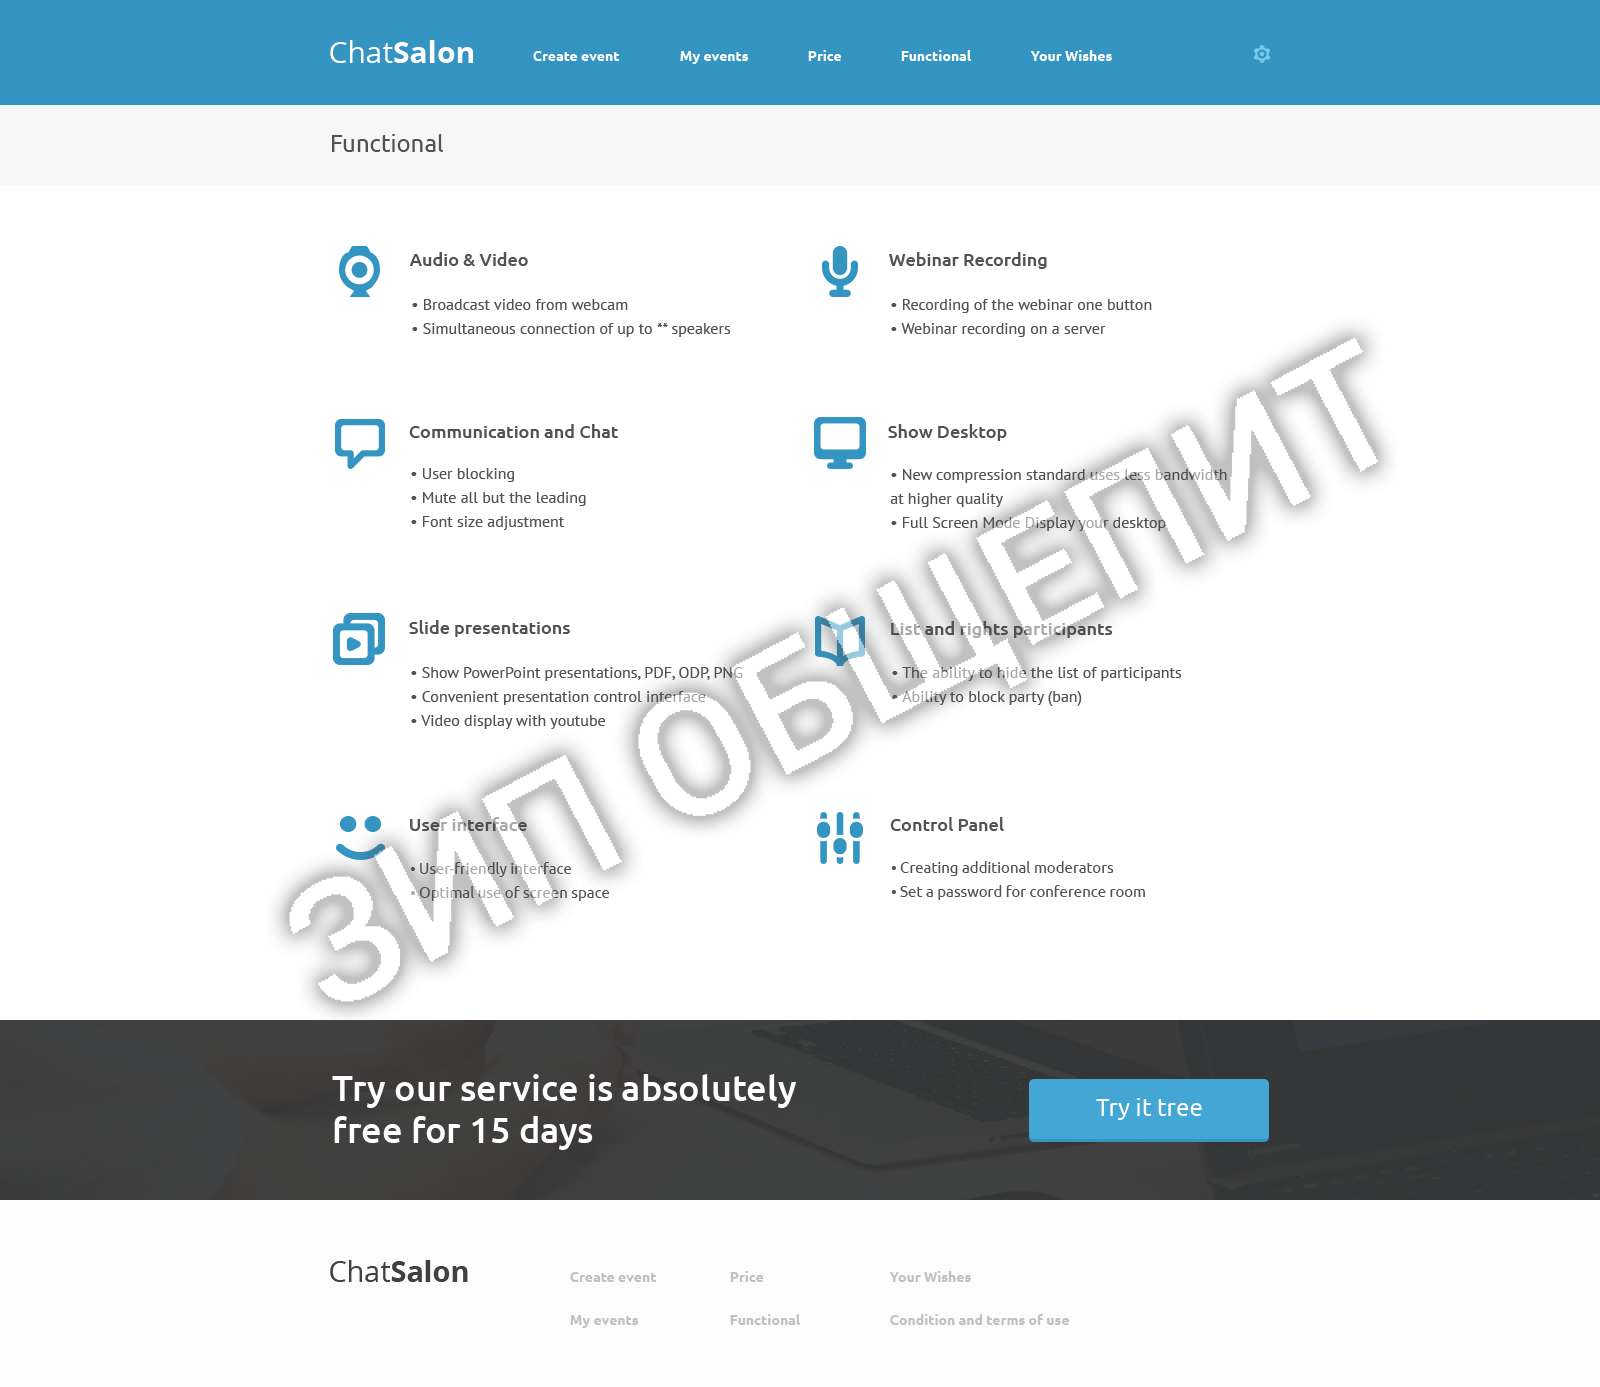 ChatSalon
Create event
My events
Price
Functional
Your Wishes
Functional
Audio & Video
• Broadcast video from webcam
• Simultaneous connection of up to ** speakers
Webinar Recording
• Recording of the webinar one button
• Webinar recording on a server
Communication and Chat
• User blocking
• Mute all but the leading
• Font size adjustment
Show Desktop
• New compression standard uses less bandwidth
at higher quality
• Full Screen Mode Display your desktop
Slide presentations
• Show PowerPoint presentations, PDF, ODP, PNG
• Convenient presentation control interface
• Video display with youtube
List and rights participants
• The ability to hide the list of participants
• Ability to block party (ban)
User interface
• User-friendly interface
• Optimal use of screen space
Control Panel
• Creating additional moderators
• Set a password for conference room
ЗИП ОБЩЕПИТ
Try our service is absolutely
free for 15 days
Try it tree
ChatSalon
Create event
Price
Your Wishes
My events
Functional
Condition and terms of use